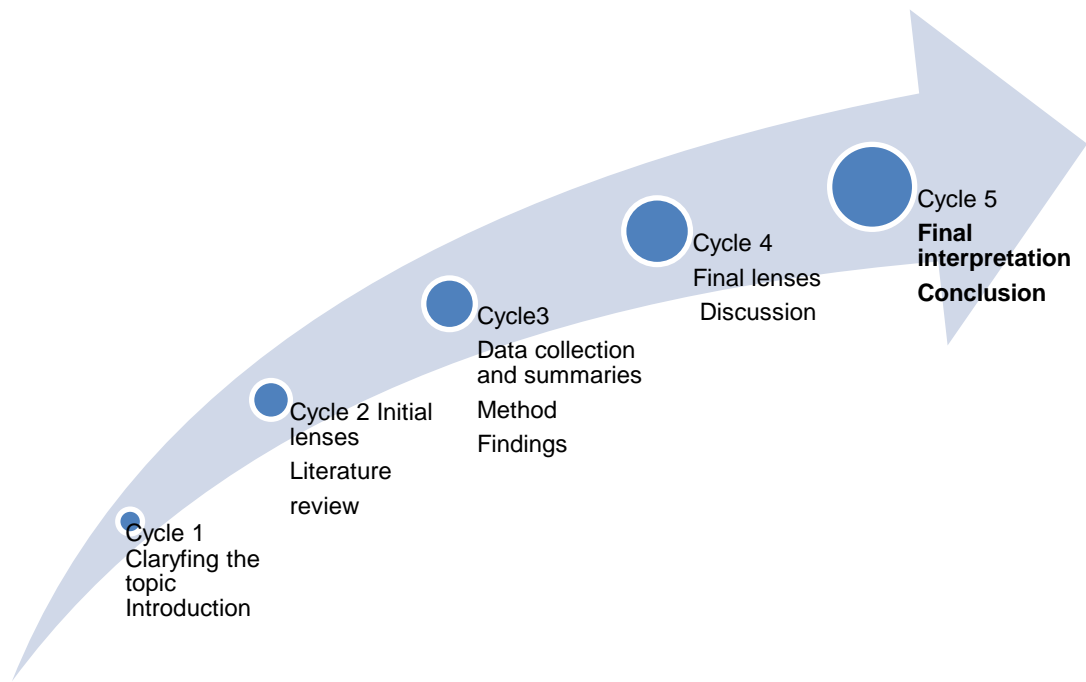 Cycle 1
Claryfing the
topic
Introduction
Cycle 2 Initial
lenses
Literature
review
Cycle3
Data collection
and summaries
Method
Findings
Cycle 4
Final lenses
Discussion
Cycle 5
Final
interpretation
Conclusion